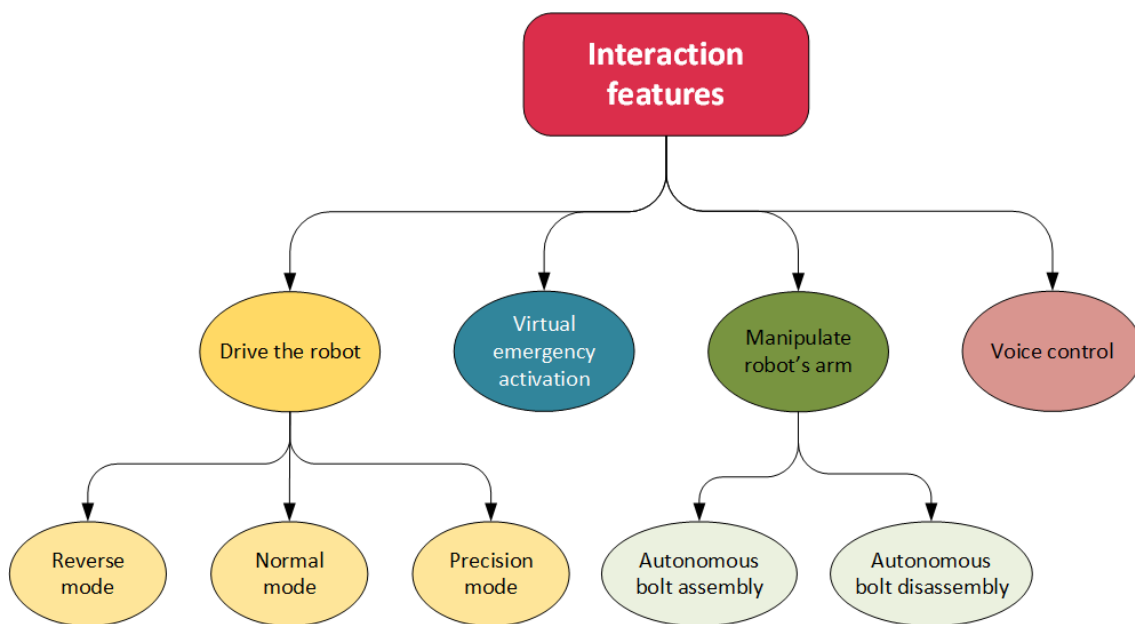 Interaction
features
Drive the robot
Virtual
emergency
activation
Manipulate
robot's arm
Voice control
Reverse
mode
Normal
mode
Precision
mode
Autonomous
bolt assembly
Autonomous
bolt disassembly